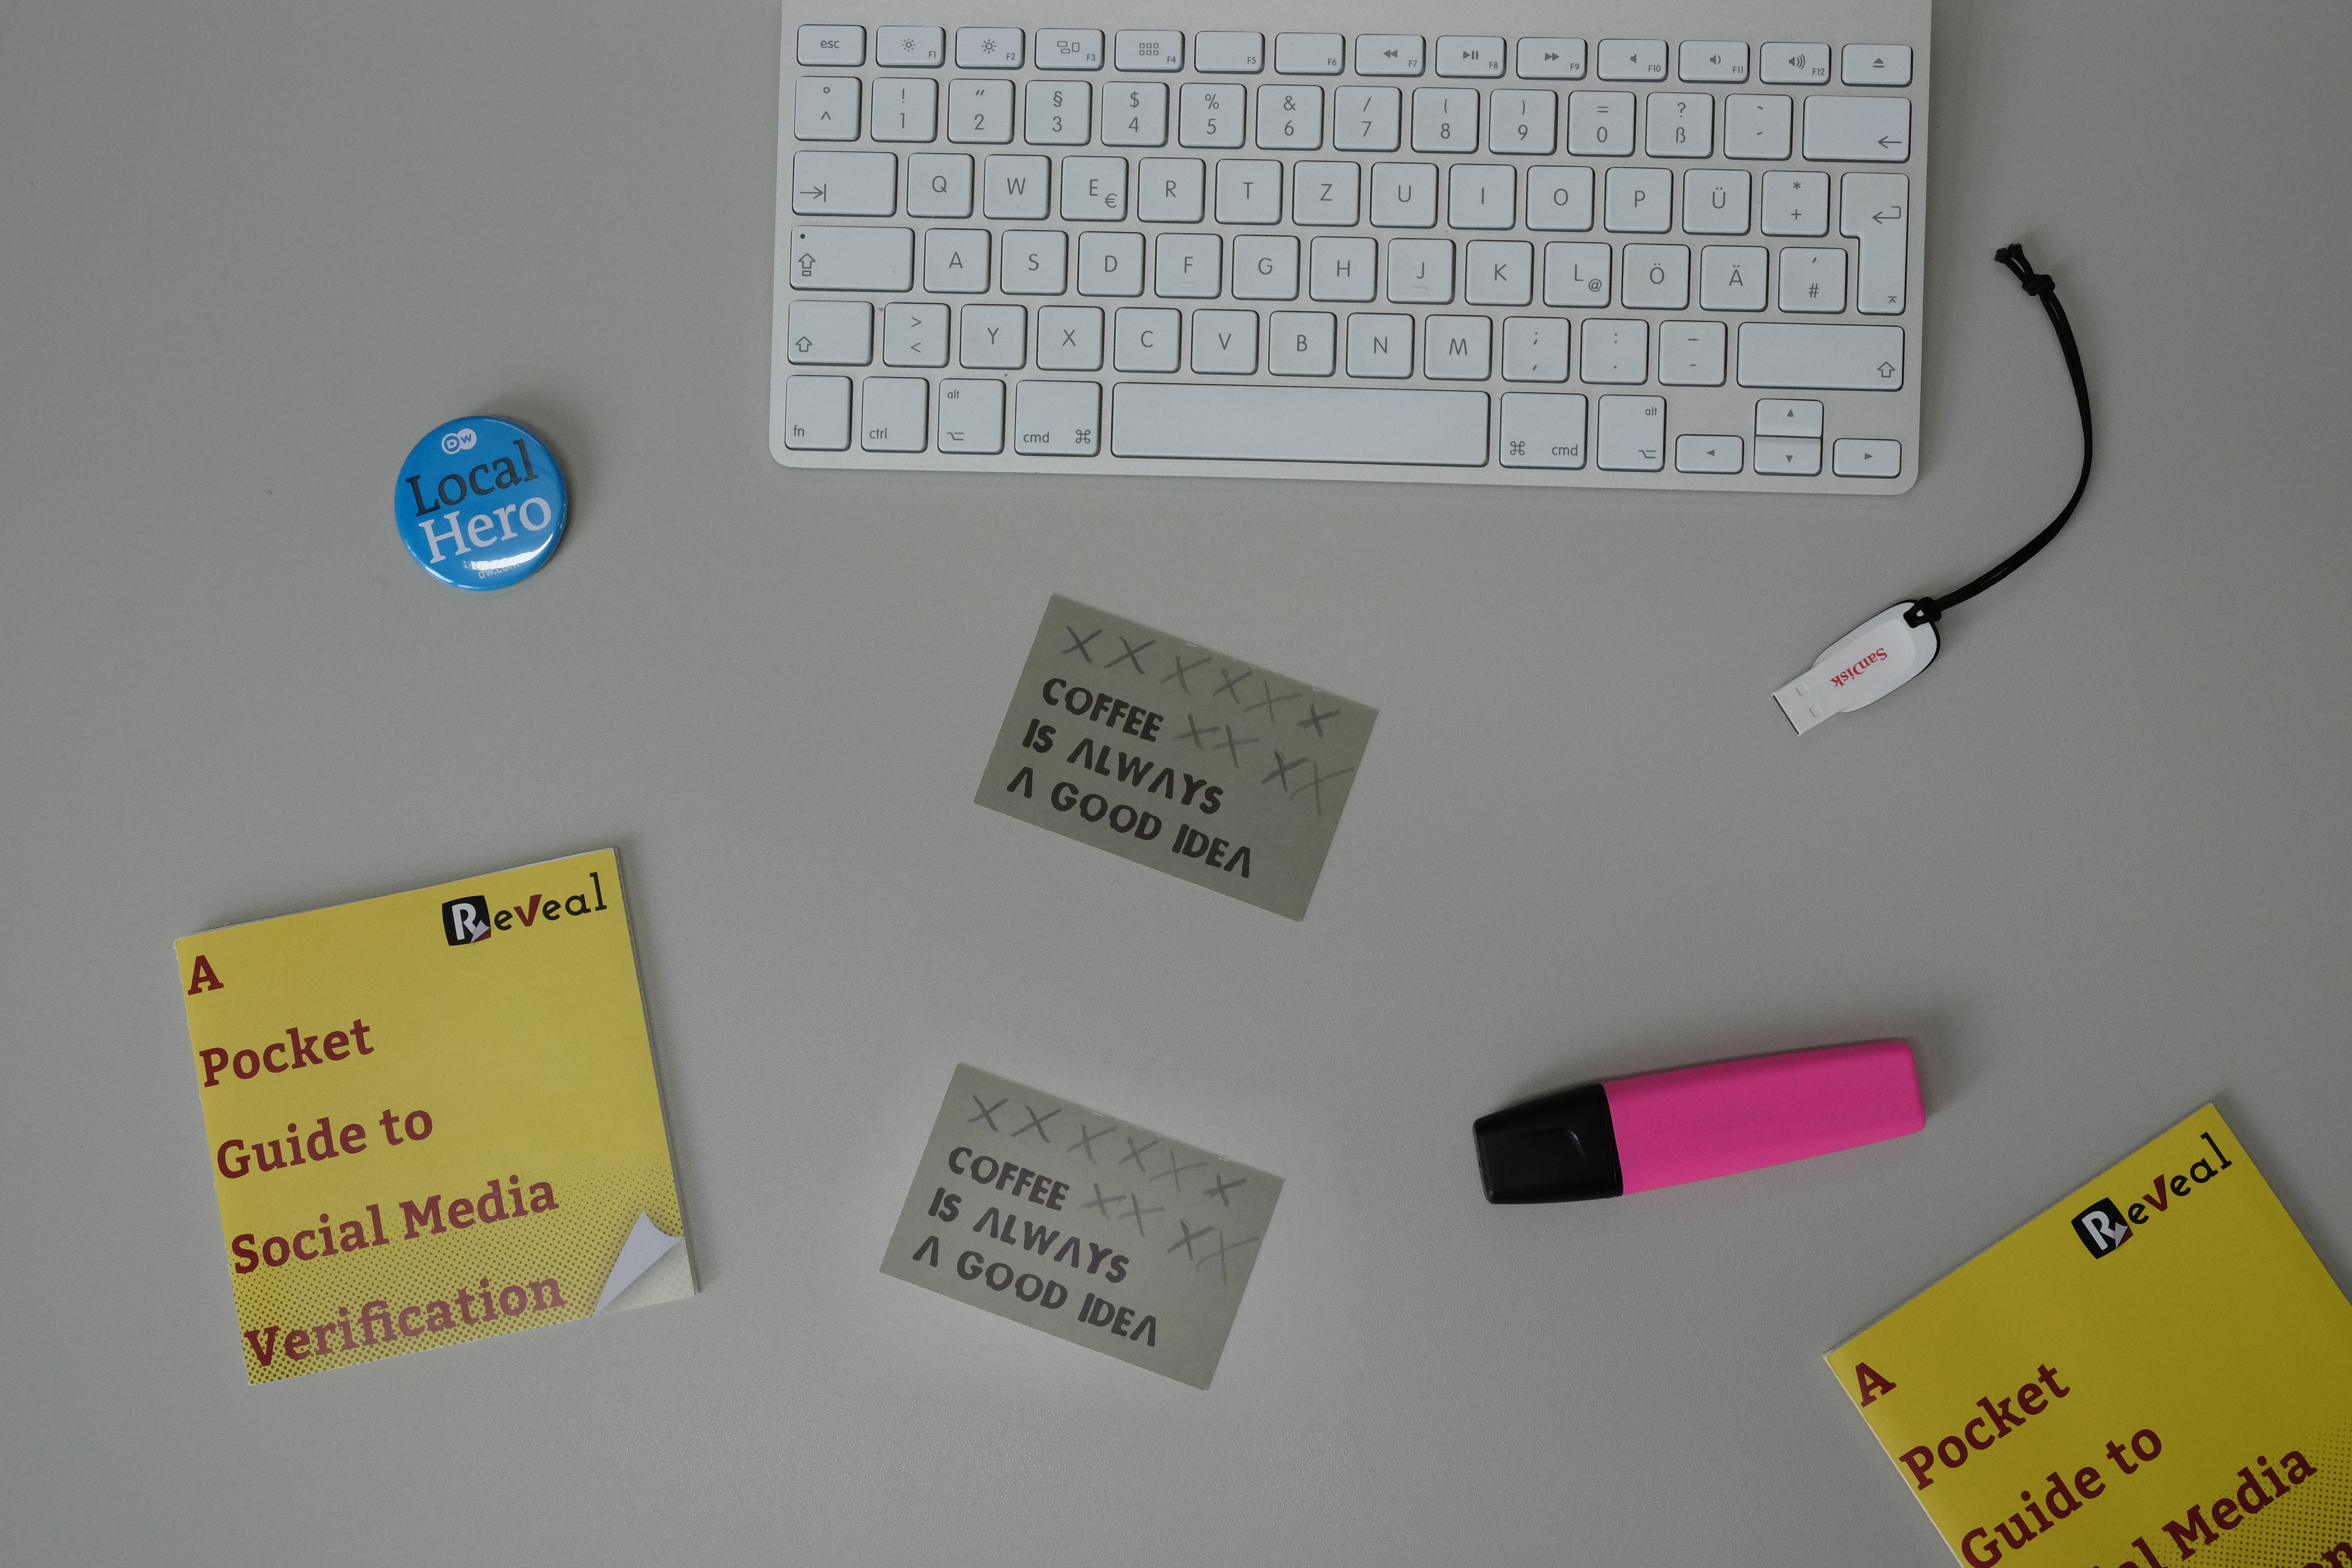 esc F1 F2 F3 F4 F5 F6 F7 F8 F9 F10 F11 F12
° ! " § $ % & / ( ) = ? `
^ 1 2 3 4 5 6 7 8 9 0 ß ´
Q W E € R T Z U I O P Ü * +
A S D F G H J K L @ Ö Ä ' #
> < Y X C V B N M ; , : . _ -
fn ctrl alt cmd cmd alt
DW
Local
Hero
SanDisk
X X X X X X
COFFEE X X X X
IS ALWAYS
A GOOD IDEA
Reveal
A
Pocket
Guide to
Social Media
Verification
X X X X X X
COFFEE X X X X
IS ALWAYS
A GOOD IDEA
Reveal
A
Pocket
Guide to
al Media